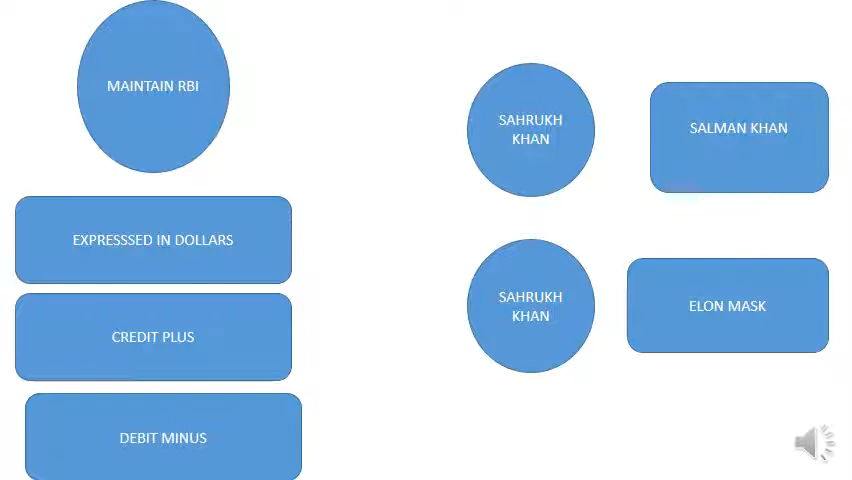 MAINTAIN RBI
EXPRESSSED IN DOLLARS
CREDIT PLUS
DEBIT MINUS
SAHRUKH
KHAN
SALMAN KHAN
SAHRUKH
KHAN
ELON MASK